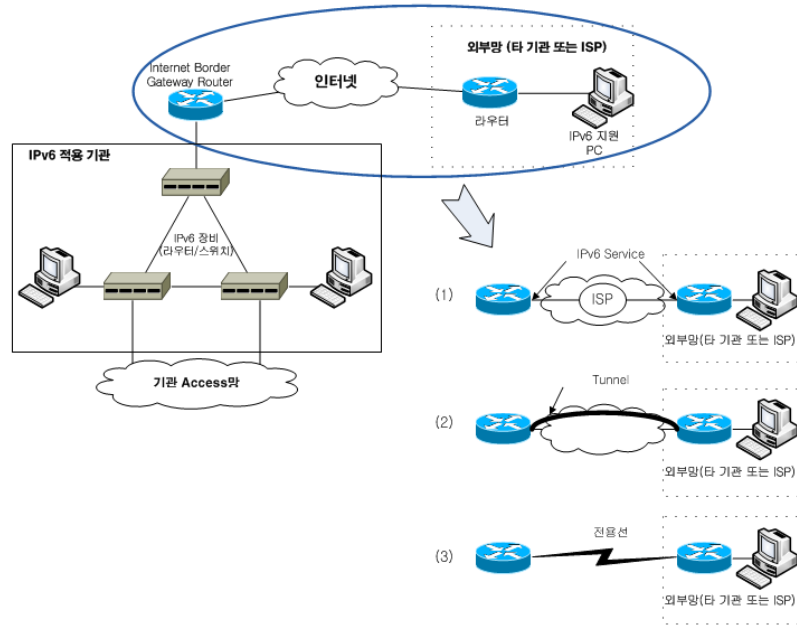 외부망 (타 기관 또는 ISP)
Internet Border
Gateway Router
인터넷
라우터
IPv6 지원
PC
IPv6 적용 기관
IPv6 장비
(라우터/스위치)
기관 Access망
IPv6 Service
(1)
ISP
외부망(타 기관 또는 ISP)
Tunnel
(2)
외부망(타 기관 또는 ISP)
전용선
(3)
외부망(타 기관 또는 ISP)